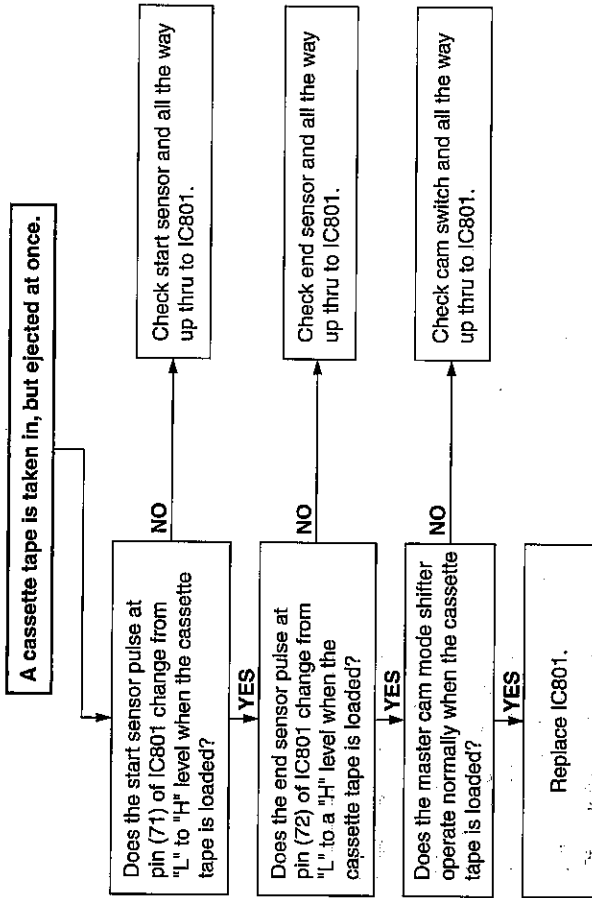 A cassette tape is taken in, but ejected at once.
Does the start sensor pulse at
pin (71) of IC801 change from
"L" to "H" level when the cassette
tape is loaded?
NO
Check start sensor and all the way
up thru to IC801.
YES
Does the end sensor pulse at
pin (72) of IC801 change from
"L" to a "H" level when the
cassette tape is loaded?
NO
Check end sensor and all the way
up thru to IC801.
YES
Does the master cam mode shifter
operate normally when the cassette
tape is loaded?
NO
Check cam switch and all the way
up thru to IC801.
YES
Replace IC801.